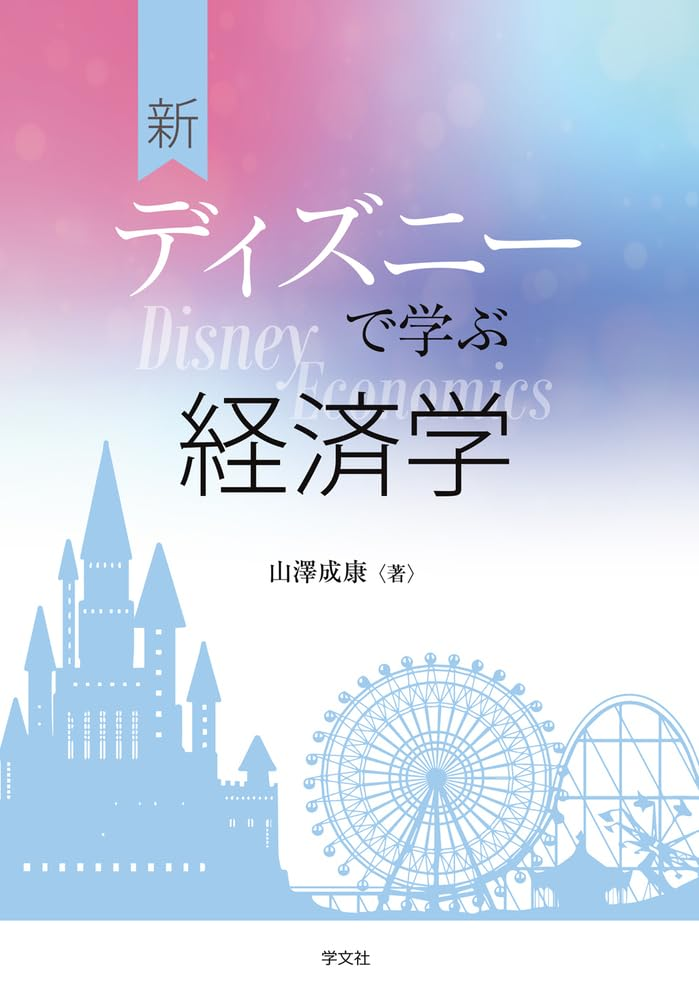 新
ディズニー
で学ぶ
Disney
Economics
経済学
山澤成康〈著〉
学文社